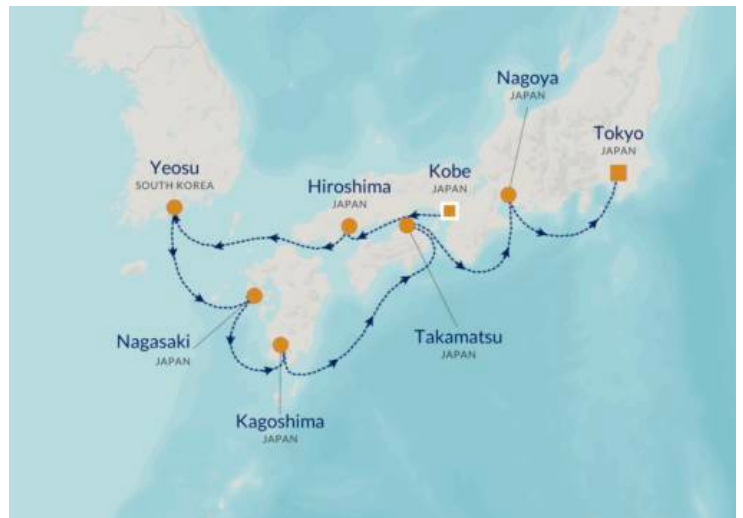 Nagoya
JAPAN
Tokyo
JAPAN
Yeosu
SOUTH KOREA
Hiroshima
JAPAN
Kobe
JAPAN
Nagasaki
JAPAN
Takamatsu
JAPAN
Kagoshima
JAPAN